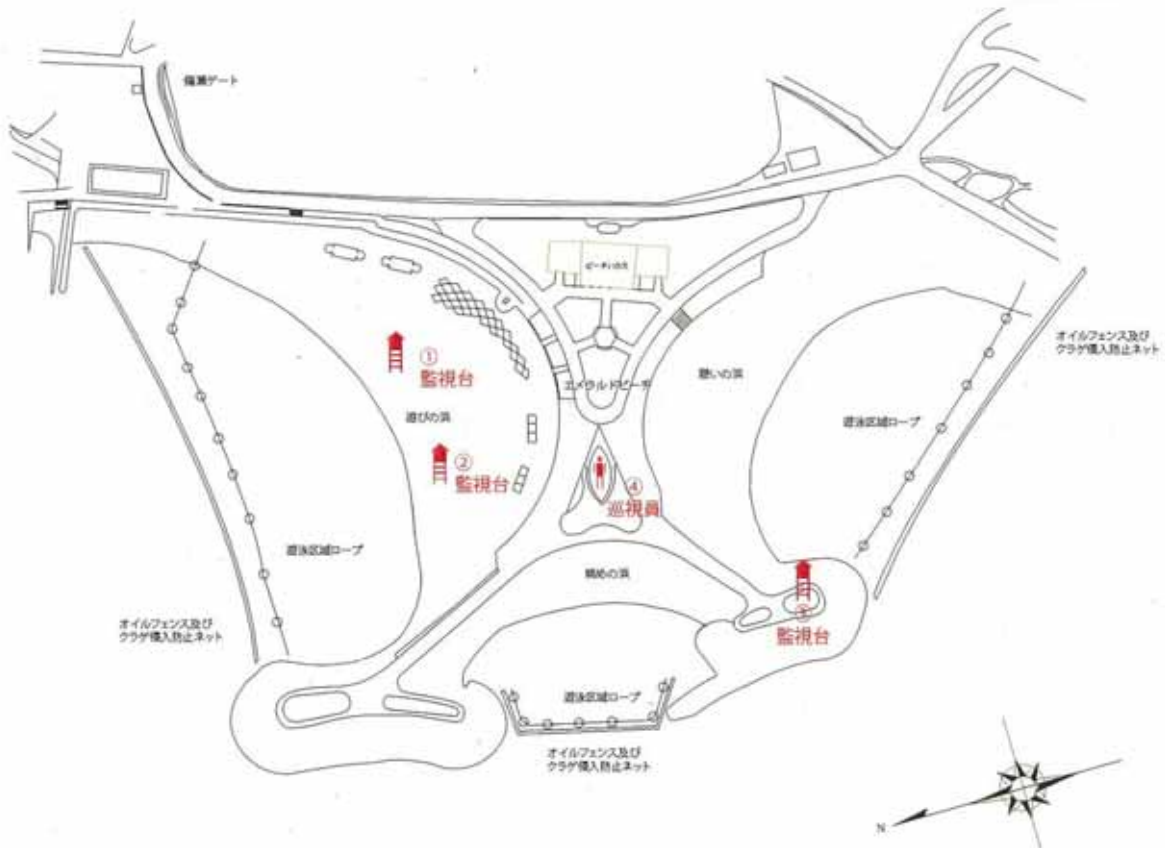 備瀬ゲート
ビーチハウス
オイルフェンス及び
クラゲ侵入防止ネット
①
監視台
エメラルドビーチ
憩いの浜
遊びの浜
遊泳区域ロープ
②
監視台
④
巡視員
遊泳区域ロープ
眺めの浜
③
監視台
オイルフェンス及び
クラゲ侵入防止ネット
遊泳区域ロープ
オイルフェンス及び
クラゲ侵入防止ネット
N